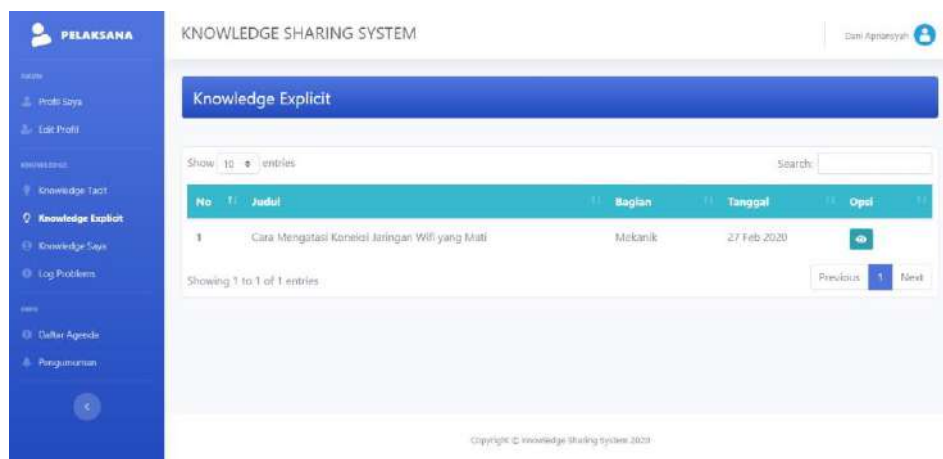 PELAKSANA
KNOWLEDGE SHARING SYSTEM
Dani Apriansyah
Profil Saya
Edit Profil
KNOWLEDGE
Knowledge Tacit
Knowledge Explicit
Knowledge Saya
Log Problems
Daftar Agenda
Pengumuman
Knowledge Explicit
Show 10 entries
Search:
No Judul Bagian Tanggal Opsi
1 Cara Mengatasi Koneksi Jaringan Wifi yang Mati Mekanik 27 Feb 2020
Showing 1 to 1 of 1 entries
Previous 1 Next
Copyright © Knowledge Sharing System 2020